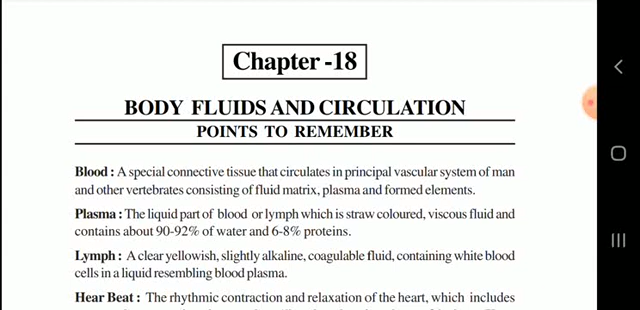 Chapter -18
BODY FLUIDS AND CIRCULATION
POINTS TO REMEMBER
Blood : A special connective tissue that circulates in principal vascular system of man
and other vertebrates consisting of fluid matrix, plasma and formed elements.
Plasma : The liquid part of blood or lymph which is straw coloured, viscous fluid and
contains about 90-92% of water and 6-8% proteins.
Lymph : A clear yellowish, slightly alkaline, coagulable fluid, containing white blood
cells in a liquid resembling blood plasma.
Hear Beat : The rhythmic contraction and relaxation of the heart, which includes